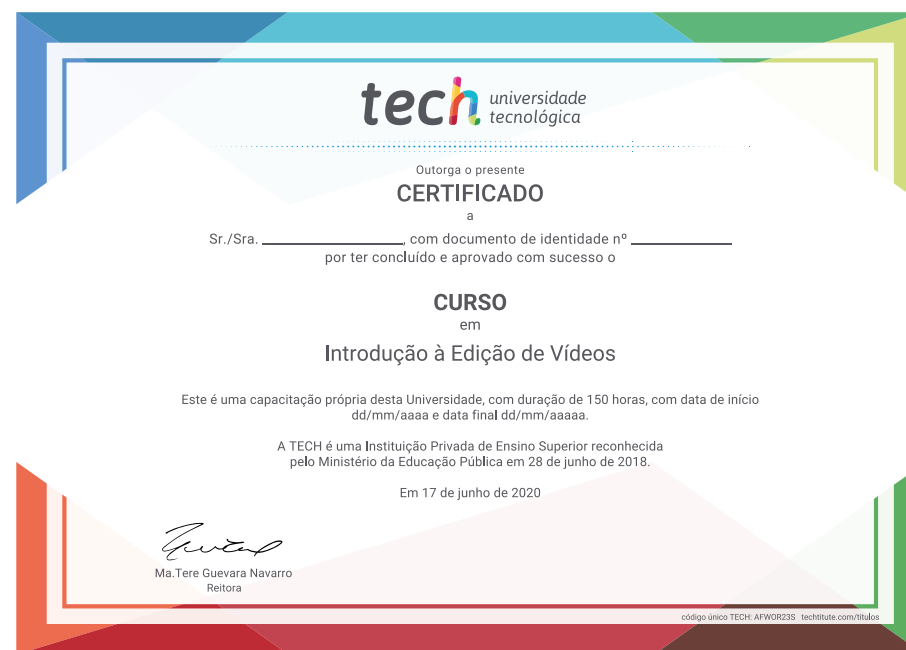 tech universidade
tecnológica
Outorga o presente
CERTIFICADO
a
Sr./Sra. ________________, com documento de identidade nº ____________
por ter concluído e aprovado com sucesso o
CURSO
em
Introdução à Edição de Vídeos
Este é uma capacitação própria desta Universidade, com duração de 150 horas, com data de início
dd/mm/aaaa e data final dd/mm/aaaaa.
A TECH é uma Instituição Privada de Ensino Superior reconhecida
pelo Ministério da Educação Pública em 28 de junho de 2018.
Em 17 de junho de 2020
Ma.Tere Guevara Navarro
Reitora
código único TECH: AFWOR23S techtitute.com/titulos